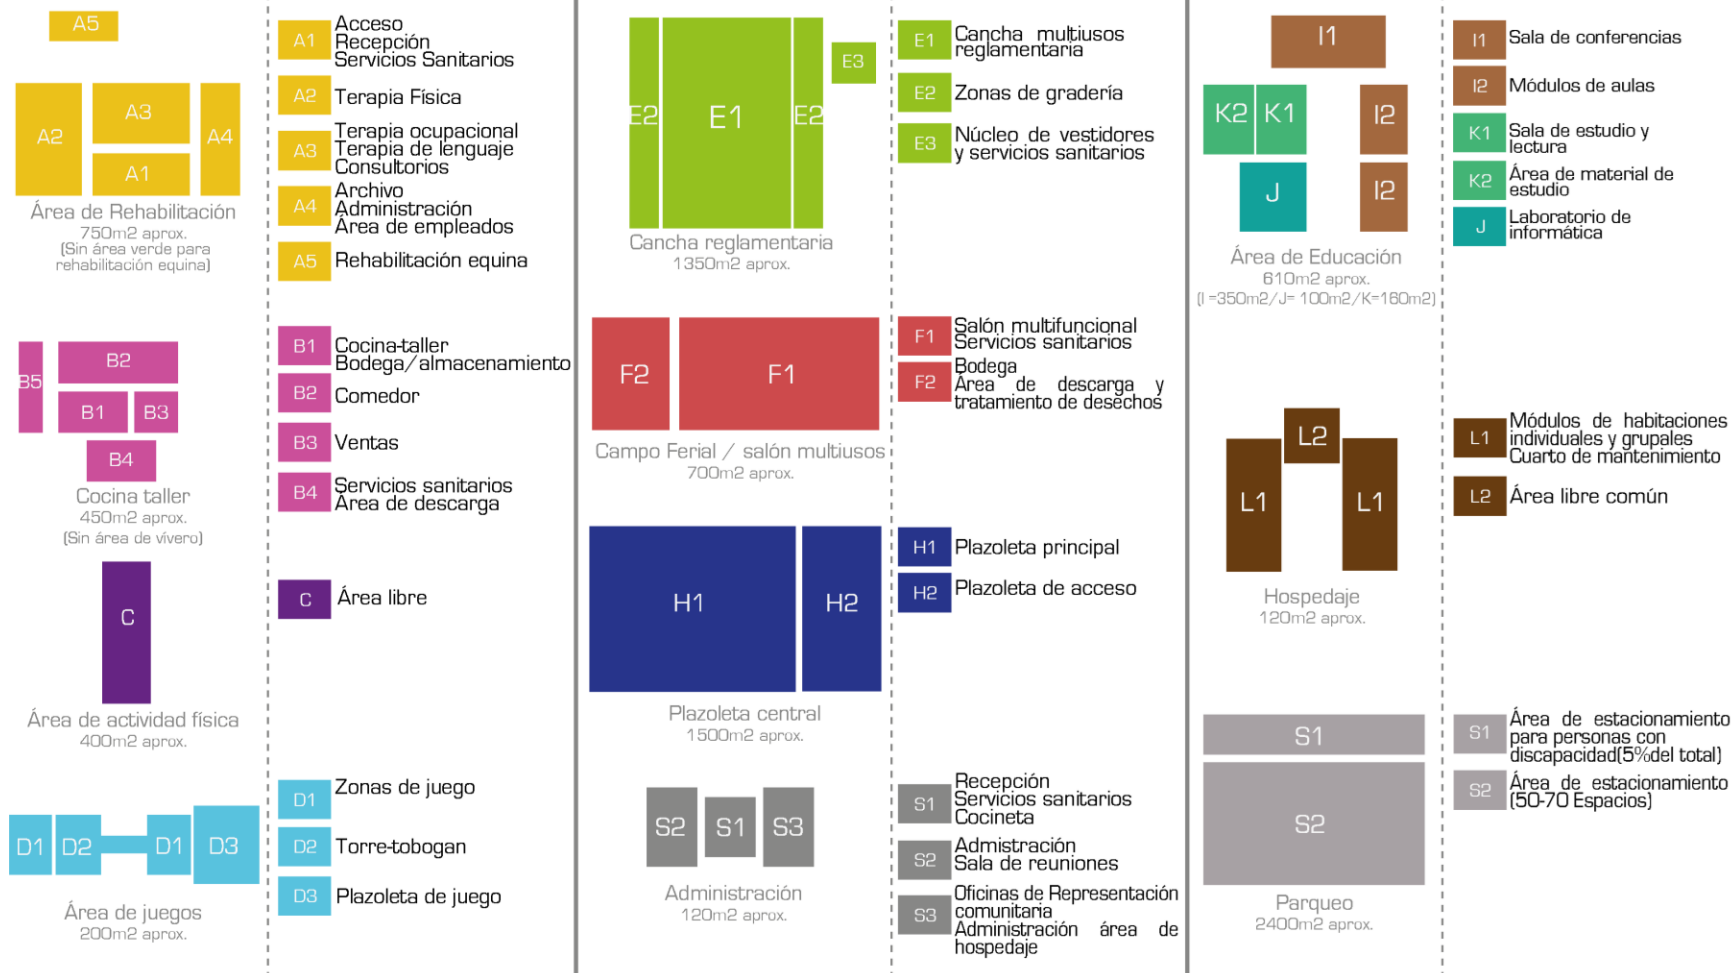 A5
A2
A3
A1
A4
Área de Rehabilitación
750m2 aprox.
(Sin área verde para
rehabilitación equina)
A1
Acceso
Recepción
Servicios Sanitarios
A2
Terapia Física
A3
Terapia ocupacional
Terapia de lenguaje
Consultorios
A4
Archivo
Administración
Área de empleados
A5
Rehabilitación equina
B5
B2
B1
B3
B4
Cocina taller
450m2 aprox.
(Sin área de vívero)
B1
Cocina-taller
Bodega/almacenamiento
B2
Comedor
B3
Ventas
B4
Servicios sanitarios
Área de descarga
C
Área de actividad física
400m2 aprox.
C
Área libre
D1
D2
D1
D3
Área de juegos
200m2 aprox.
D1
Zonas de juego
D2
Torre-tobogan
D3
Plazoleta de juego
E2
E1
E2
E3
Cancha reglamentaria
1350m2 aprox.
E1
Cancha multiusos
reglamentaria
E2
Zonas de gradería
E3
Núcleo de vestidores
y servicios sanitarios
F2
F1
Campo Ferial / salón multiusos
700m2 aprox.
F1
Salón multifuncional
Servicios sanitarios
F2
Bodega
Área de descarga y
tratamiento de desechos
H1
H2
Plazoleta central
1500m2 aprox.
H1
Plazoleta principal
H2
Plazoleta de acceso
S2
S1
S3
Administración
120m2 aprox.
S1
Recepción
Servicios sanitarios
Cocineta
S2
Admistración
Sala de reuniones
S3
Oficinas de Representación
comunitaria
Administración área de
hospedaje
I1
K2
K1
I2
J
I2
Área de Educación
610m2 aprox.
(I =350m2/J= 100m2/K=160m2)
I1
Sala de conferencias
I2
Módulos de aulas
K1
Sala de estudio y
lectura
K2
Área de material de
estudio
J
Laboratorio de
informática
L2
L1
L1
Hospedaje
120m2 aprox.
L1
Módulos de habitaciones
individuales y grupales
Cuarto de mantenimiento
L2
Área libre común
S1
S2
Parqueo
2400m2 aprox.
S1
Área de estacionamiento
para personas con
discapacidad(5%del total)
S2
Área de estacionamiento
(50-70 Espacios)